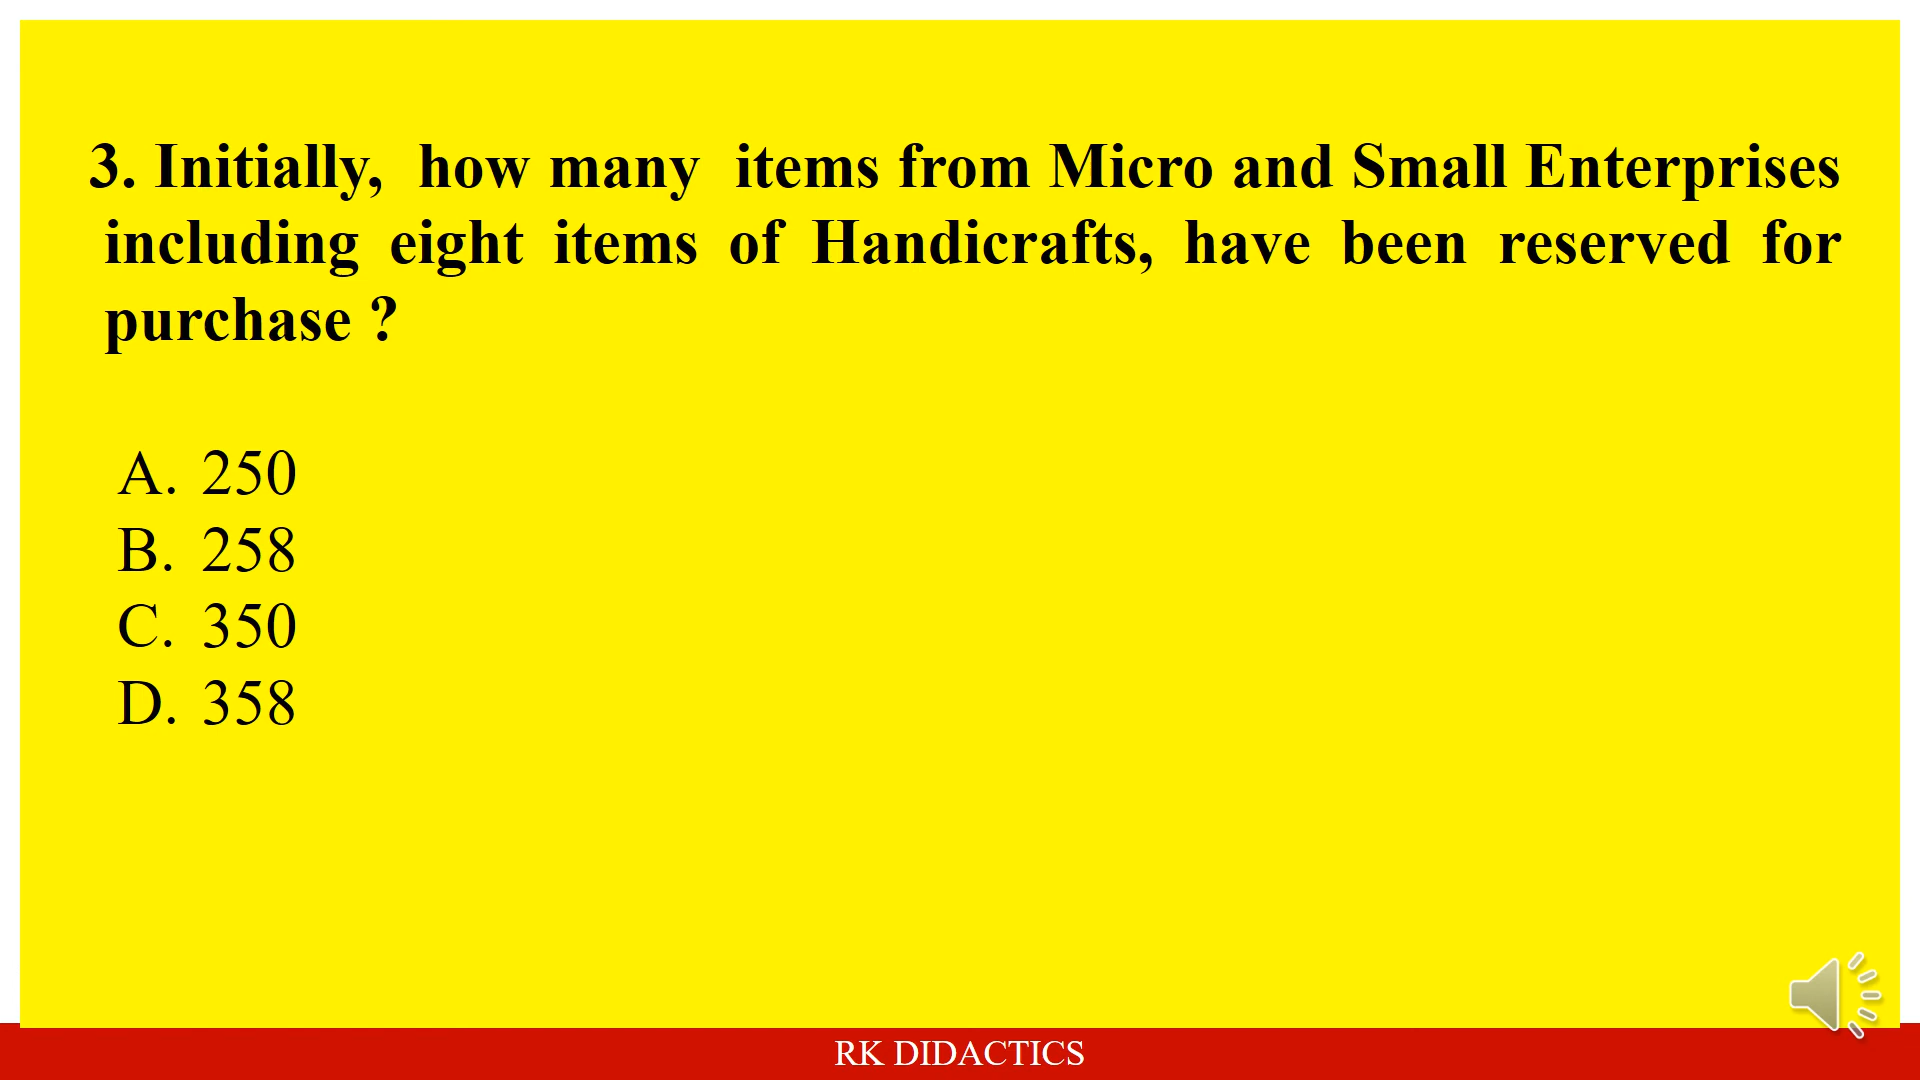 3. Initially, how many items from Micro and Small Enterprises
including eight items of Handicrafts, have been reserved for
purchase ?
A. 250
B. 258
C. 350
D. 358
RK DIDACTICS